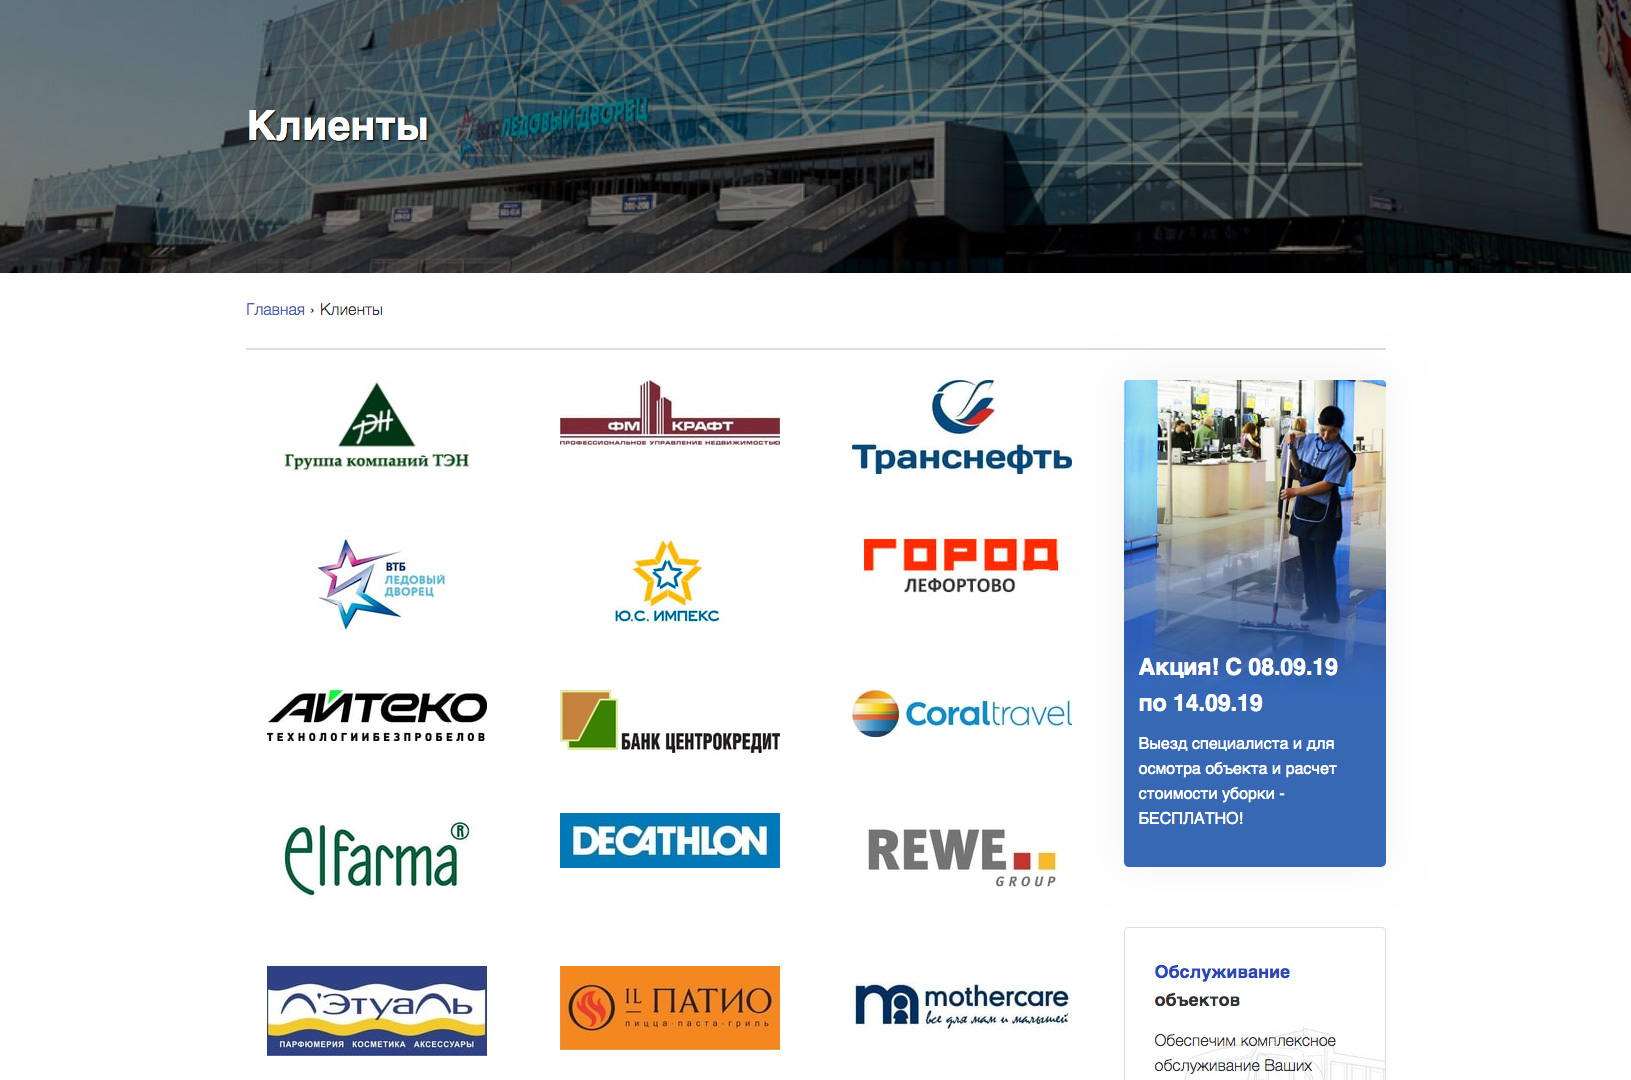 Клиенты
ЛЕДОВЫЙ ДВОРЕЦ
Главная › Клиенты
ТЭН
Группа компаний ТЭН
ФМ КРАФТ
ПРОФЕССИОНАЛЬНОЕ УПРАВЛЕНИЕ НЕДВИЖИМОСТЬЮ
Транснефть
ВТБ
ЛЕДОВЫЙ
ДВОРЕЦ
Ю.С. ИМПЕКС
ГОРОД
ЛЕФОРТОВО
АЙТЕКО
ТЕХНОЛОГИИБЕЗПРОБЕЛОВ
БАНК ЦЕНТРОКРЕДИТ
Coraltravel
elfarma®
DECATHLON
REWE
GROUP
Л'Этуаль
ПАРФЮМЕРИЯ КОСМЕТИКА АКСЕССУАРЫ
IL ПАТИО
пицца·паста·гриль
mothercare
все для мам и малышей
Акция! С 08.09.19
по 14.09.19
Выезд специалиста и для
осмотра объекта и расчет
стоимости уборки -
БЕСПЛАТНО!
Обслуживание
объектов
Обеспечим комплексное
обслуживание Ваших